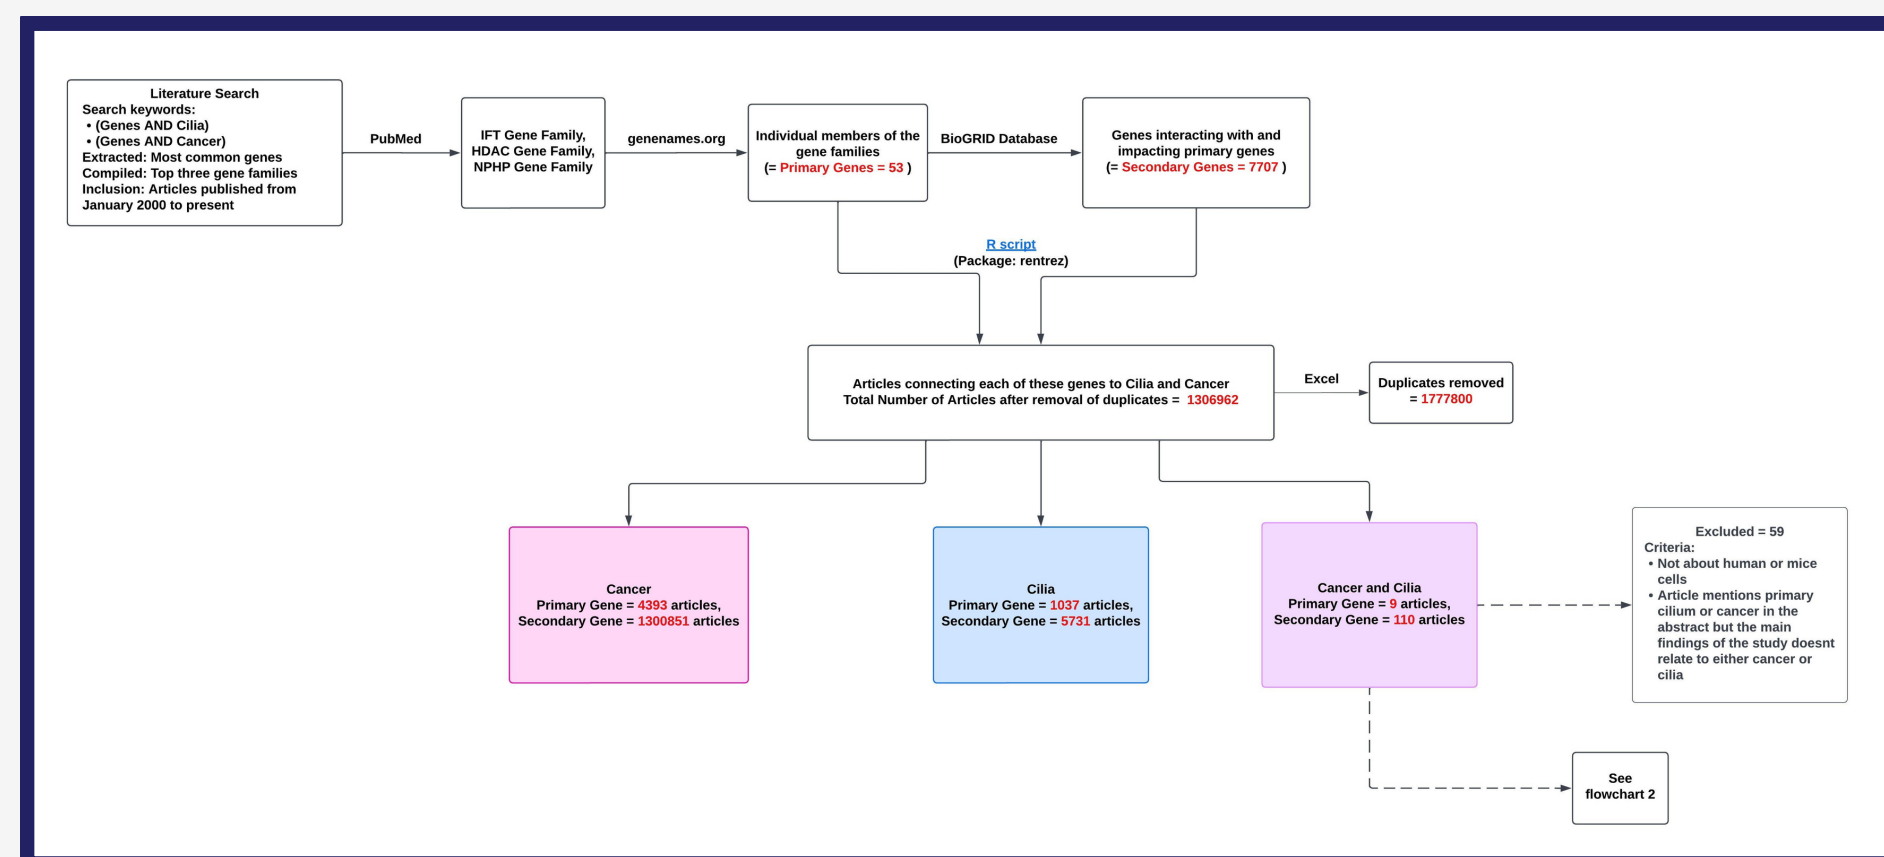 Literature Search
Search keywords:
• (Genes AND Cilia)
• (Genes AND Cancer)
Extracted: Most common genes
Compiled: Top three gene families
Inclusion: Articles published from
January 2000 to present
PubMed
IFT Gene Family,
HDAC Gene Family,
NPHP Gene Family
genenames.org
Individual members of the
gene families
(= Primary Genes = 53 )
BioGRID Database
Genes interacting with and
impacting primary genes
(= Secondary Genes = 7707 )
R script
(Package: rentrez)
Articles connecting each of these genes to Cilia and Cancer
Total Number of Articles after removal of duplicates = 1306962
Excel
Duplicates removed
= 1777800
Cancer
Primary Gene = 4393 articles,
Secondary Gene = 1300851 articles
Cilia
Primary Gene = 1037 articles,
Secondary Gene = 5731 articles
Cancer and Cilia
Primary Gene = 9 articles,
Secondary Gene = 110 articles
Excluded = 59
Criteria:
• Not about human or mice
cells
• Article mentions primary
cilium or cancer in the
abstract but the main
findings of the study doesnt
relate to either cancer or
cilia
See
flowchart 2